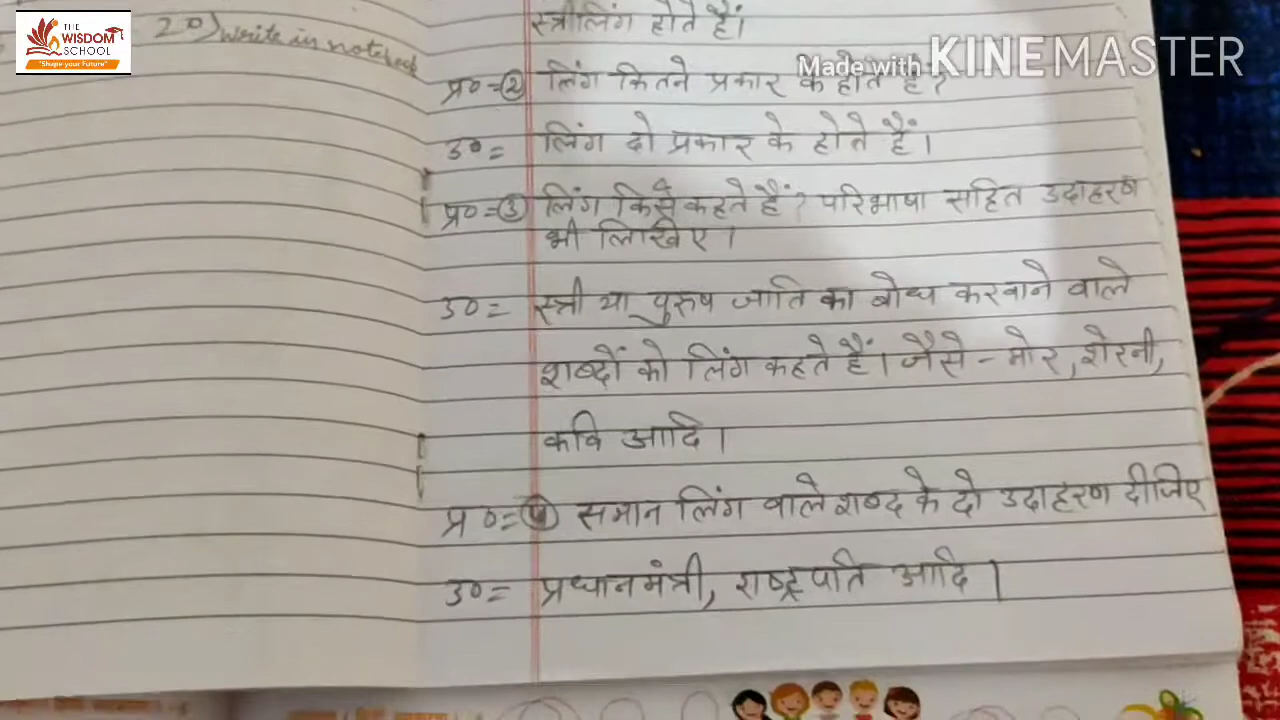 THE
WISDOM
SCHOOL
"Shape your Future"
20) Write in notebook
Made with KINEMASTER
स्त्रीलिंग होते हैं।
प्र०=② लिंग कितने प्रकार के होते हैं?
उ०= लिंग दो प्रकार के होते हैं।
प्र०=③ लिंग किसे कहते हैं? परिभाषा सहित उदाहरण
भी लिखिए।
उ०= स्त्री या पुरुष जाति का बोध करवाने वाले
शब्दों को लिंग कहते हैं। जैसे - मोर, शेरनी,
कवि आदि।
प्र०= समान लिंग वाले शब्द के दो उदाहरण दीजिए
उ०= प्रधानमंत्री, राष्ट्रपति आदि।